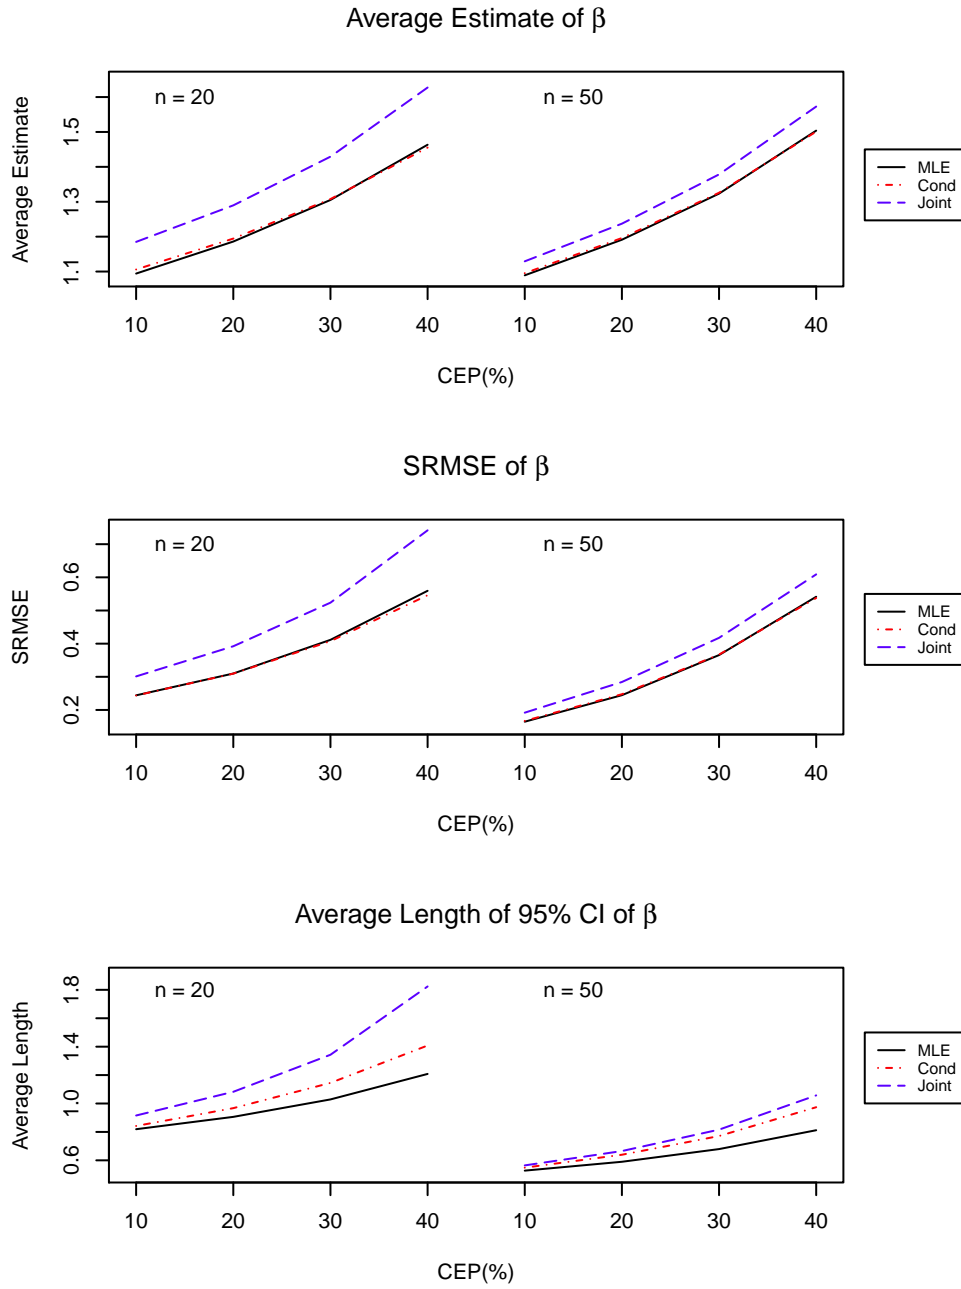 Average Estimate of β
n = 20 n = 50
Average Estimate
1.1 1.3 1.5
MLE
Cond
Joint
10 20 30 40 10 20 30 40
CEP(%)
SRMSE of β
n = 20 n = 50
SRMSE
0.2 0.4 0.6
MLE
Cond
Joint
10 20 30 40 10 20 30 40
CEP(%)
Average Length of 95% CI of β
n = 20 n = 50
Average Length
0.6 1.0 1.4 1.8
MLE
Cond
Joint
10 20 30 40 10 20 30 40
CEP(%)